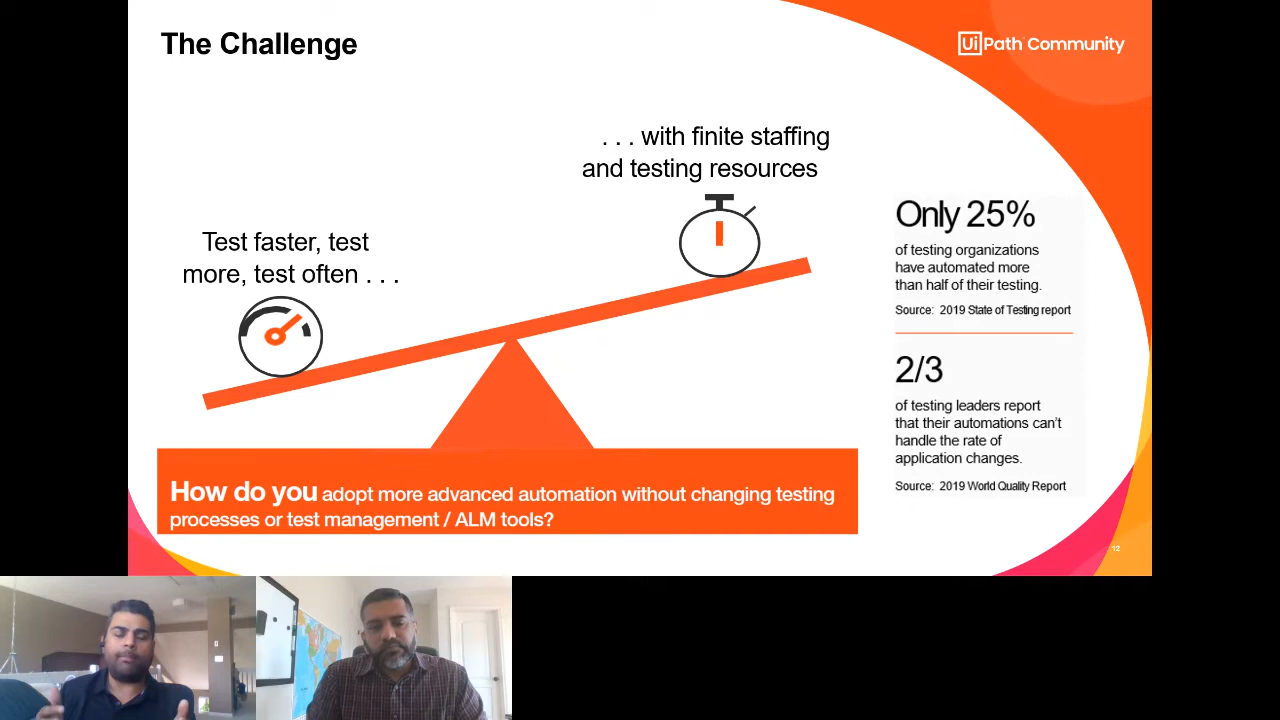 The Challenge
Ui Path Community
. . . with finite staffing
and testing resources
Test faster, test
more, test often . . .
Only 25%
of testing organizations
have automated more
than half of their testing.
Source: 2019 State of Testing report
2/3
of testing leaders report
that their automations can't
handle the rate of
application changes.
Source: 2019 World Quality Report
How do you adopt more advanced automation without changing testing
processes or test management / ALM tools?
12